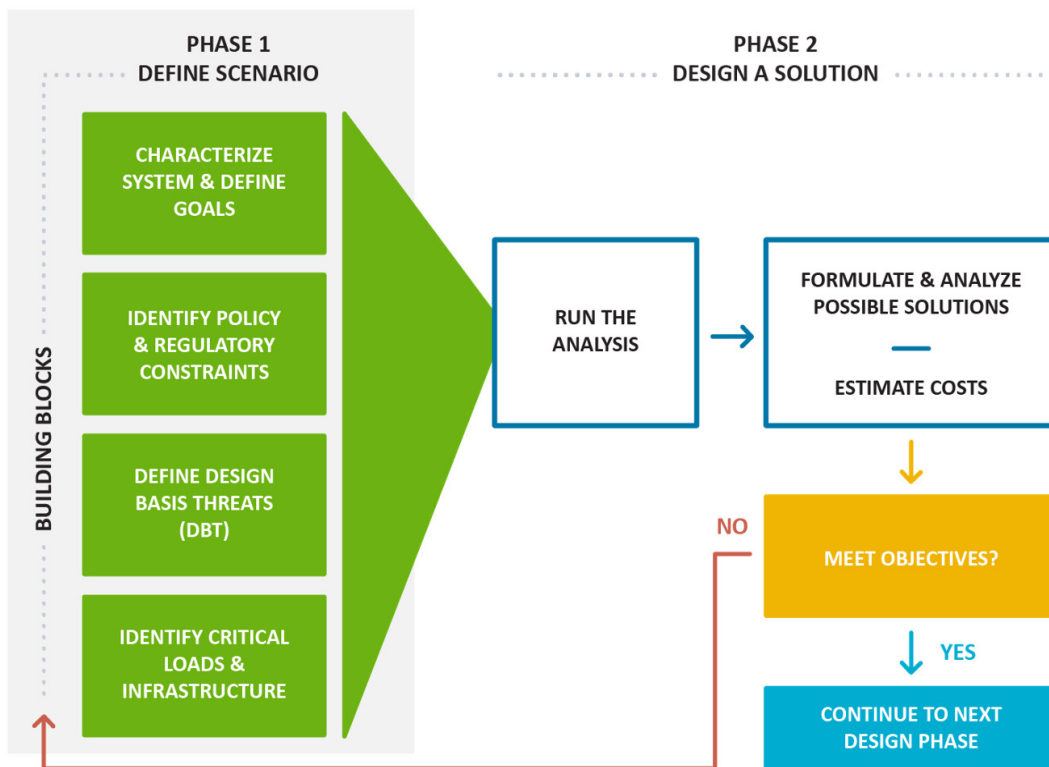 PHASE 1
DEFINE SCENARIO
BUILDING BLOCKS
CHARACTERIZE
SYSTEM & DEFINE
GOALS
IDENTIFY POLICY
& REGULATORY
CONSTRAINTS
DEFINE DESIGN
BASIS THREATS
(DBT)
IDENTIFY CRITICAL
LOADS &
INFRASTRUCTURE
PHASE 2
DESIGN A SOLUTION
RUN THE
ANALYSIS
FORMULATE & ANALYZE
POSSIBLE SOLUTIONS
ESTIMATE COSTS
MEET OBJECTIVES?
NO
YES
CONTINUE TO NEXT
DESIGN PHASE